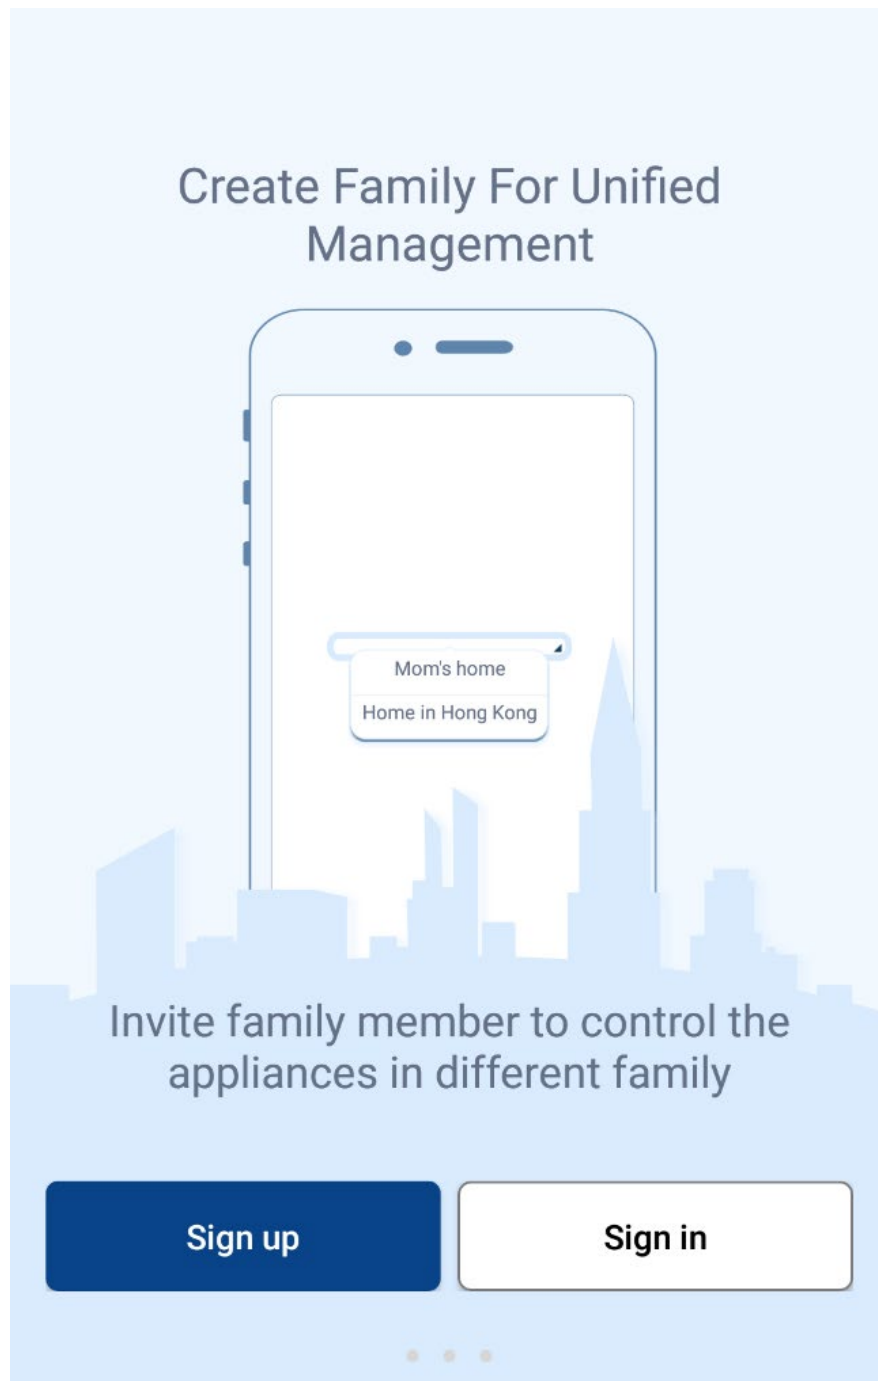 Create Family For Unified
Management
Mom's home
Home in Hong Kong
Invite family member to control the
appliances in different family
Sign up
Sign in